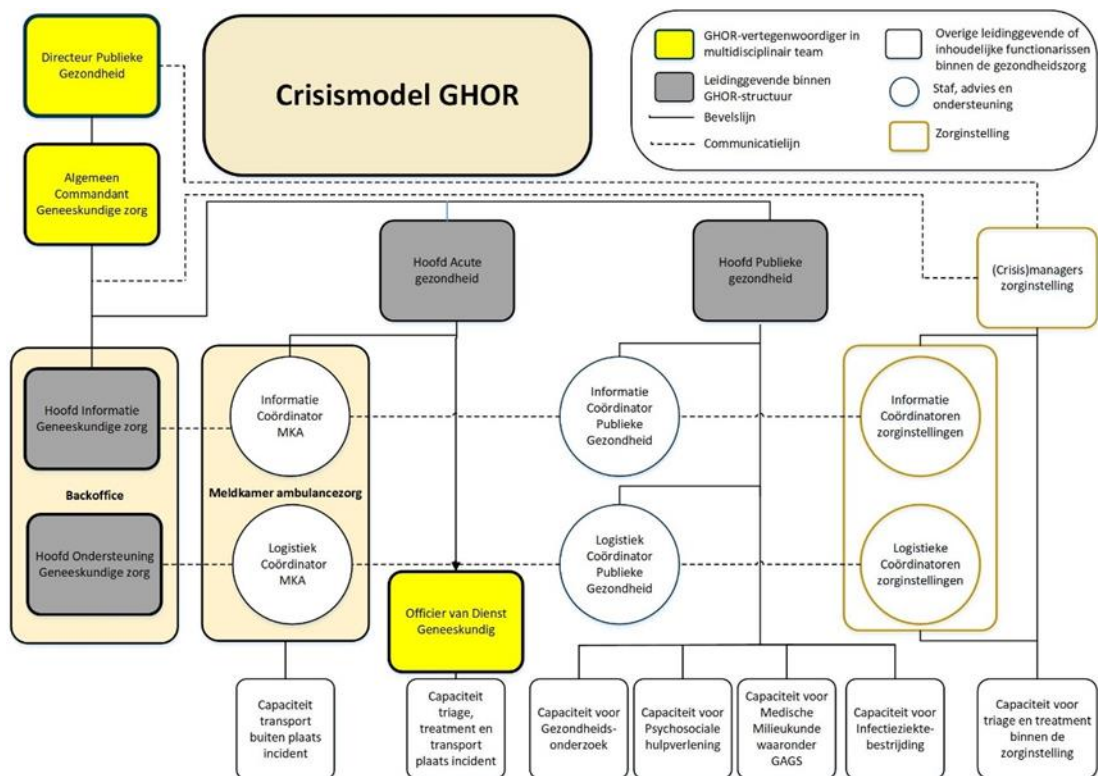 Directeur Publieke
Gezondheid
Algemeen
Commandant
Geneeskundige zorg
Crisismodel GHOR
GHOR-vertegenwoordiger in
multidisciplinair team
Leidinggevende binnen
GHOR-structuur
Bevelslijn
Communicatielijn
Overige leidinggevende of
inhoudelijke functionarissen
binnen de gezondheidszorg
Staf, advies en
ondersteuning
Zorginstelling
Hoofd Acute
gezondheid
Hoofd Publieke
gezondheid
(Crisis)managers
zorginstelling
Hoofd Informatie
Geneeskundige zorg
Backoffice
Hoofd Ondersteuning
Geneeskundige zorg
Informatie
Coördinator
MKA
Meldkamer ambulancezorg
Logistiek
Coördinator
MKA
Officier van Dienst
Geneeskundig
Informatie
Coördinator
Publieke
Gezondheid
Logistiek
Coördinator
Publieke
Gezondheid
Informatie
Coördinatoren
zorginstellingen
Logistieke
Coördinatoren
zorginstellingen
Capaciteit
transport
buiten plaats
incident
Capaciteit
triage,
treatment en
transport
plaats incident
Capaciteit voor
Gezondheids-
onderzoek
Capaciteit voor
Psychosociale
hulpverlening
Capaciteit voor
Medische
Milieukunde
waaronder
GAGS
Capaciteit voor
Infectieziekte-
bestrijding
Capaciteit voor
triage en treatment
binnen de
zorginstelling